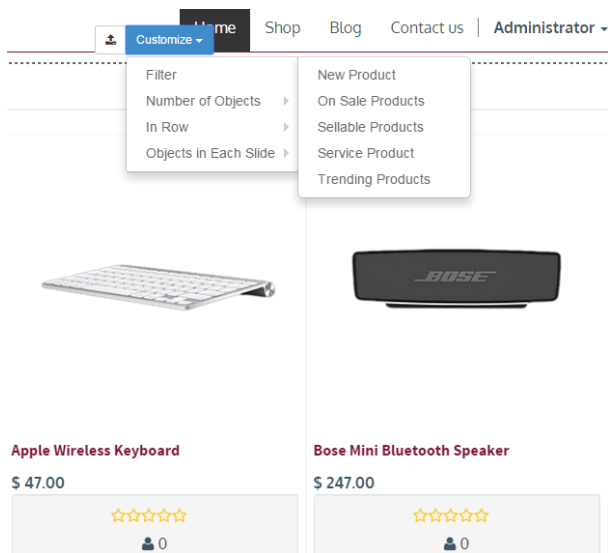 Home Shop Blog Contact us Administrator
Customize
Filter
Number of Objects
In Row
Objects in Each Slide
New Product
On Sale Products
Sellable Products
Service Product
Trending Products
BOSE
Apple Wireless Keyboard
$ 47.00
0
Bose Mini Bluetooth Speaker
$ 247.00
0